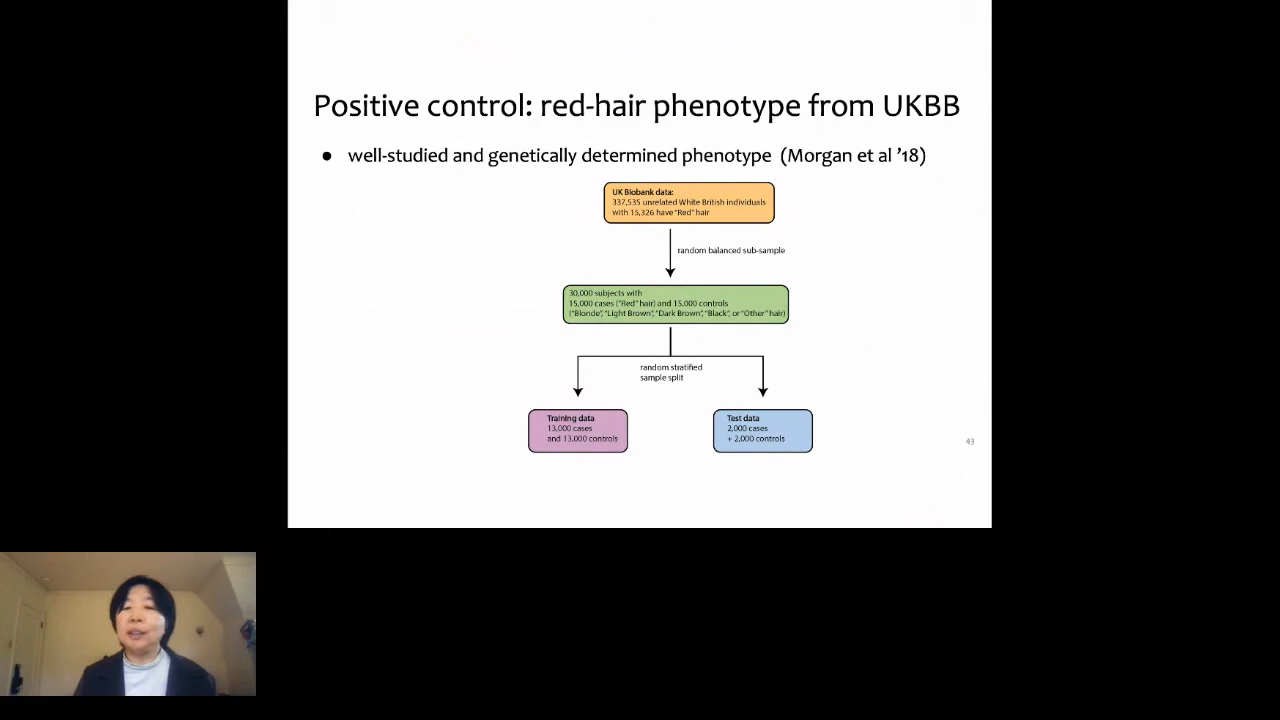 Positive control: red-hair phenotype from UKBB
● well-studied and genetically determined phenotype (Morgan et al ’18)
UK Biobank data:
337,535 unrelated White British individuals
with 15,326 have "Red" hair
random balanced sub-sample
30,000 subjects with
15,000 cases ("Red" hair) and 15,000 controls
("Blonde", "Light Brown", "Dark Brown", "Black", or "Other" hair)
random stratified
sample split
Training data
13,000 cases
and 13,000 controls
Test data
2,000 cases
+ 2,000 controls
43